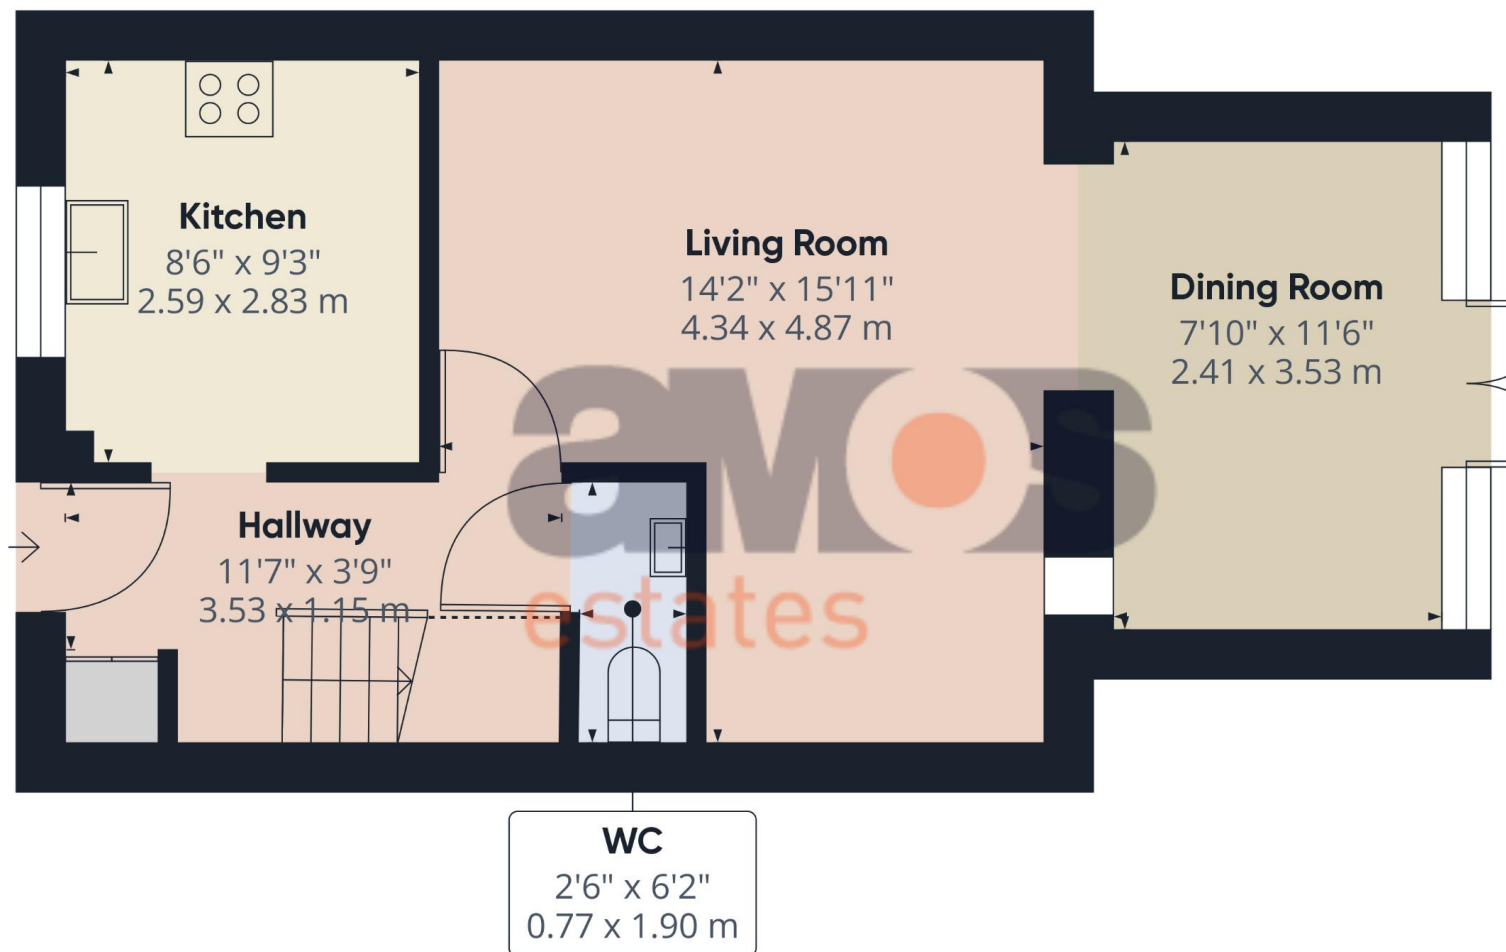 Kitchen
8'6" x 9'3"
2.59 x 2.83 m
Living Room
14'2" x 15'11"
4.34 x 4.87 m
Dining Room
7'10" x 11'6"
2.41 x 3.53 m
Hallway
11'7" x 3'9"
3.53 x 1.15 m
amos
estates
WC
2'6" x 6'2"
0.77 x 1.90 m